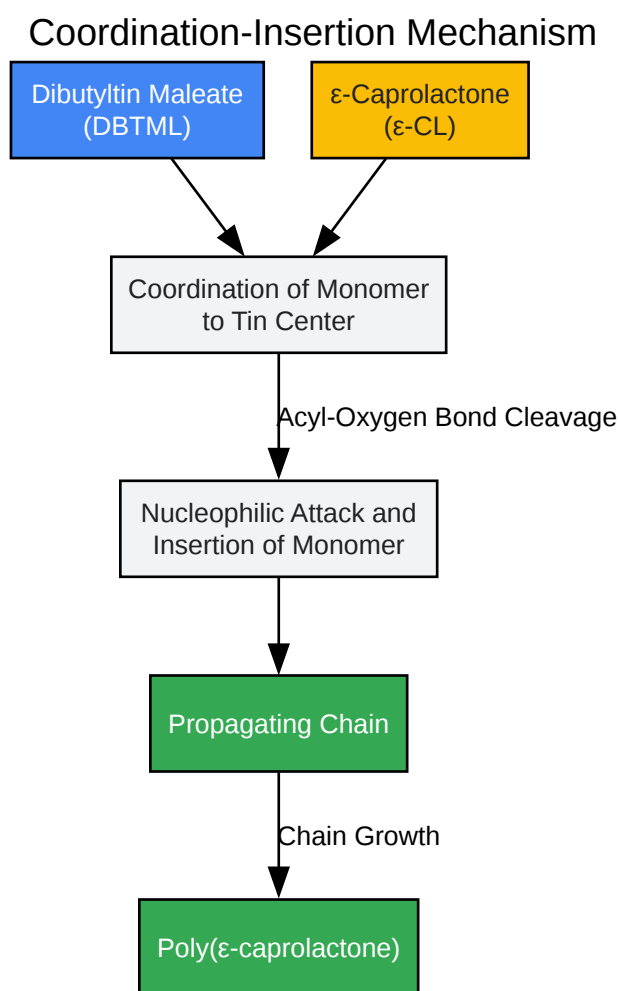 Coordination-Insertion Mechanism
Dibutyltin Maleate
(DBTML)
ε-Caprolactone
(ε-CL)
Coordination of Monomer
to Tin Center
Acyl-Oxygen Bond Cleavage
Nucleophilic Attack and
Insertion of Monomer
Propagating Chain
Chain Growth
Poly(ε-caprolactone)